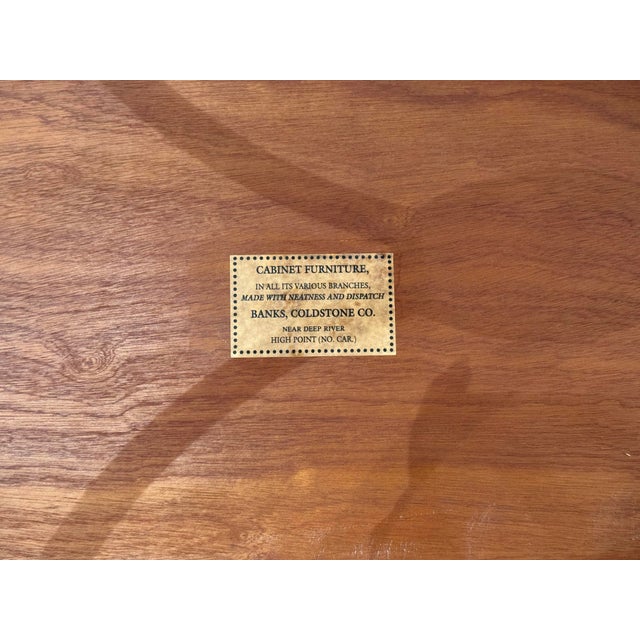 CABINET FURNITURE,
IN ALL ITS VARIOUS BRANCHES,
MADE WITH NEATNESS AND DISPATCH
BANKS, COLDSTONE CO.
NEAR DEEP RIVER
HIGH POINT (NO. CAR.)